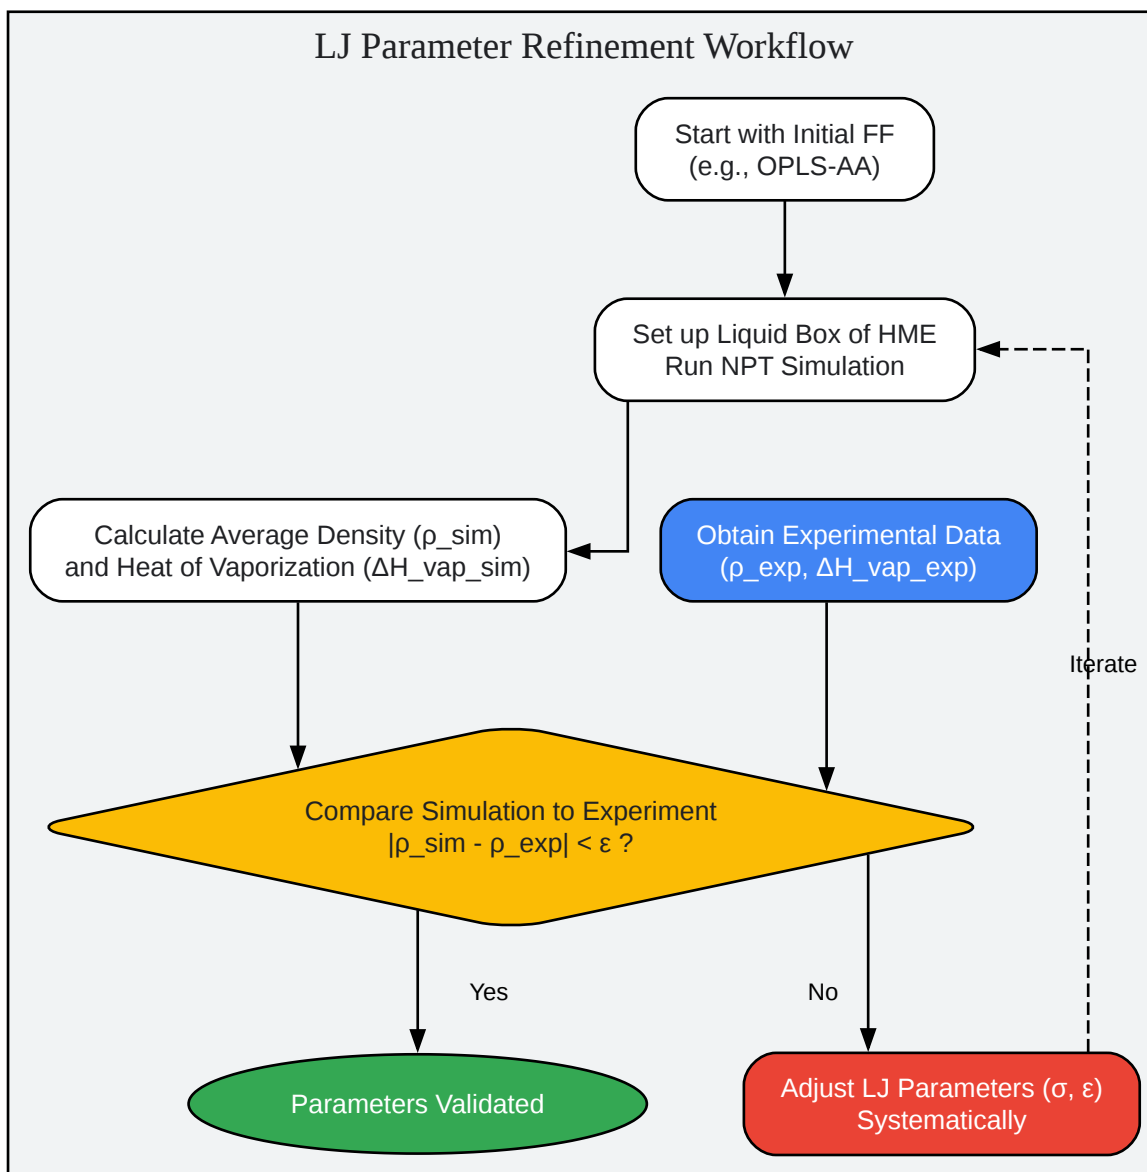 LJ Parameter Refinement Workflow
Start with Initial FF
(e.g., OPLS-AA)
Set up Liquid Box of HME
Run NPT Simulation
Calculate Average Density (ρ_sim)
and Heat of Vaporization (ΔH_vap_sim)
Obtain Experimental Data
(ρ_exp, ΔH_vap_exp)
Iterate
Compare Simulation to Experiment
|ρ_sim - ρ_exp| < ε ?
Yes
No
Parameters Validated
Adjust LJ Parameters (σ, ε)
Systematically